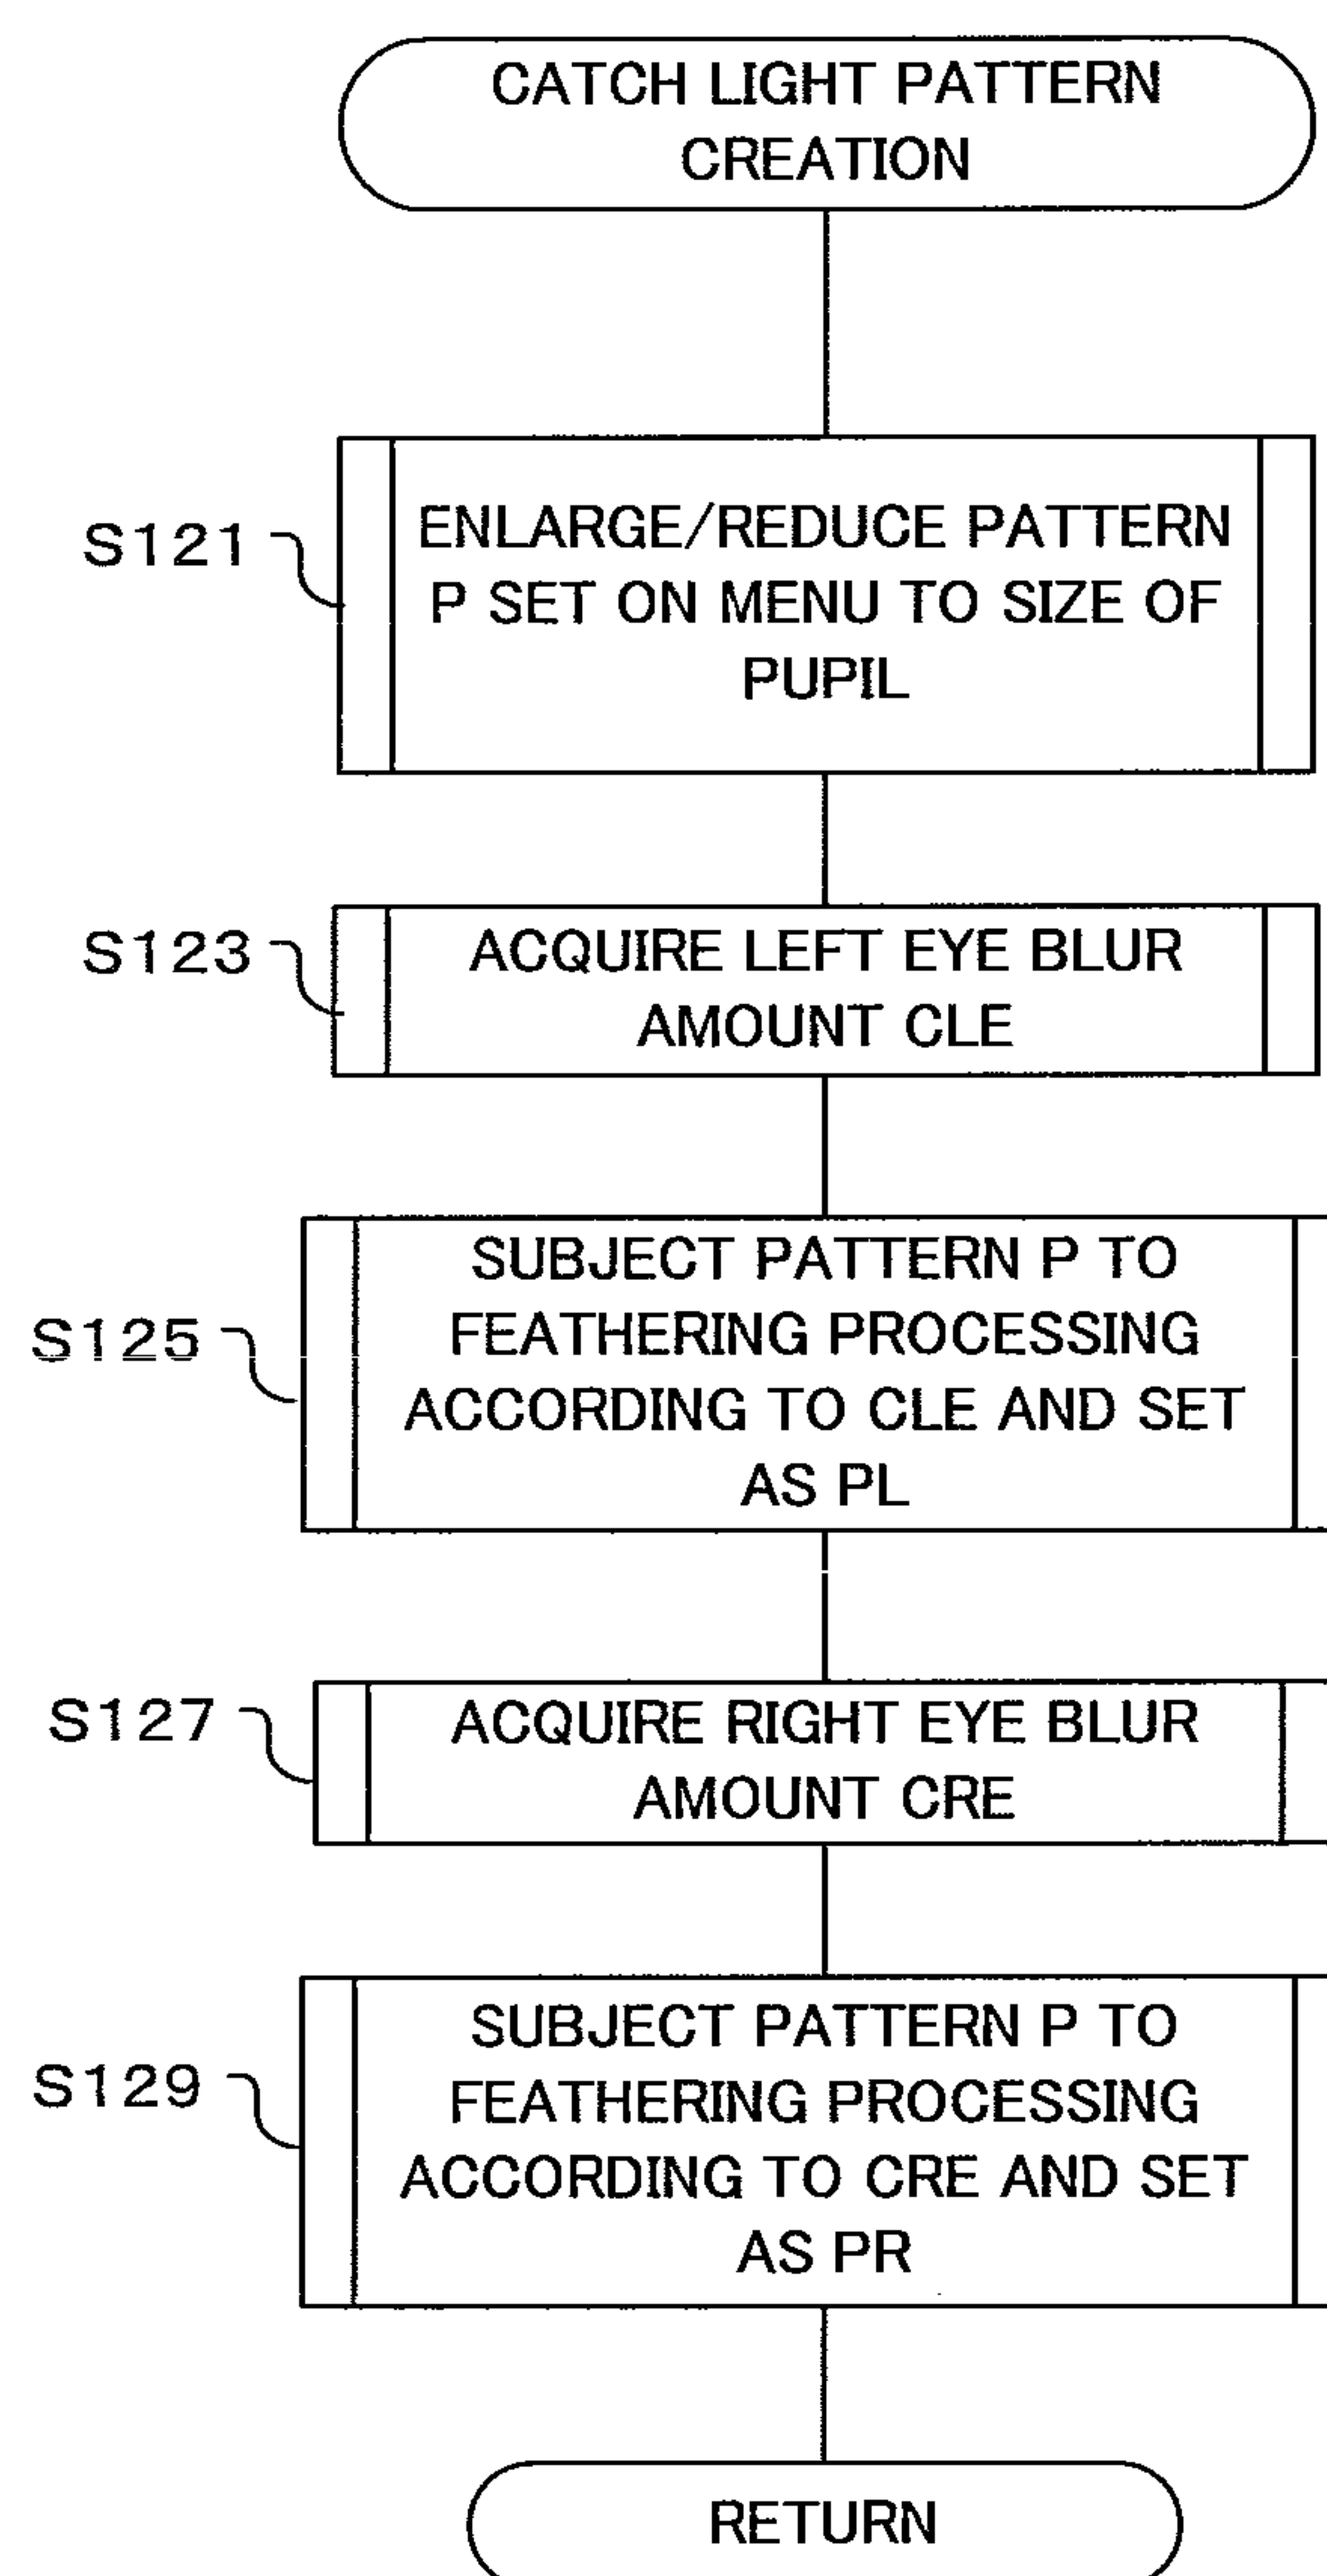 CATCH LIGHT PATTERN
CREATION
S121
ENLARGE/REDUCE PATTERN
P SET ON MENU TO SIZE OF
PUPIL
S123
ACQUIRE LEFT EYE BLUR
AMOUNT CLE
S125
SUBJECT PATTERN P TO
FEATHERING PROCESSING
ACCORDING TO CLE AND SET
AS PL
S127
ACQUIRE RIGHT EYE BLUR
AMOUNT CRE
S129
SUBJECT PATTERN P TO
FEATHERING PROCESSING
ACCORDING TO CRE AND SET
AS PR
RETURN